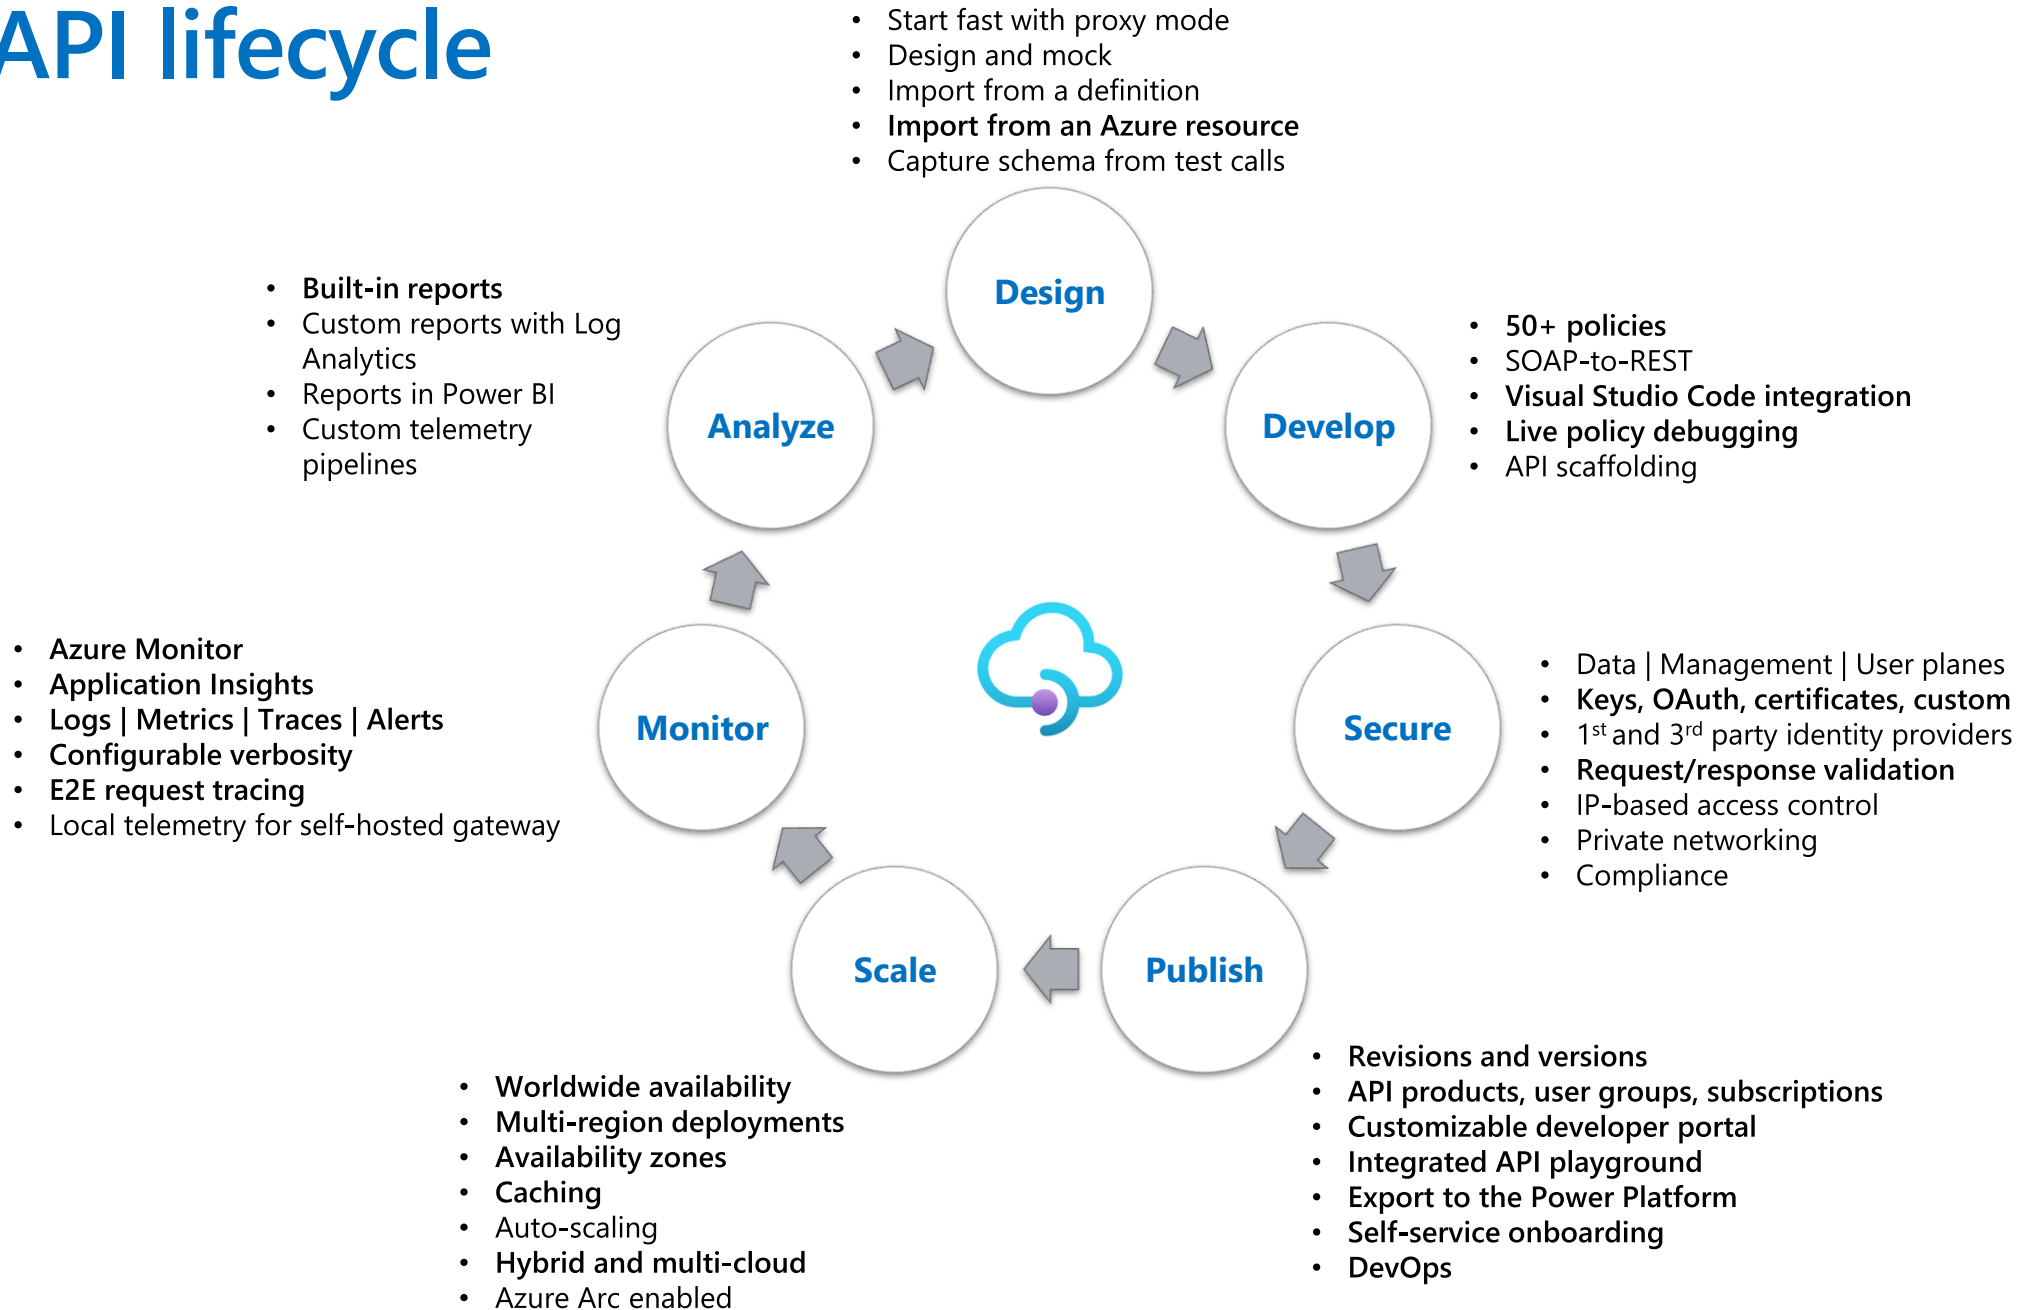 API lifecycle
• Start fast with proxy mode
• Design and mock
• Import from a definition
• Import from an Azure resource
• Capture schema from test calls
Design
• Built-in reports
• Custom reports with Log
Analytics
• Reports in Power BI
• Custom telemetry
pipelines
Analyze
Develop
• 50+ policies
• SOAP-to-REST
• Visual Studio Code integration
• Live policy debugging
• API scaffolding
• Azure Monitor
• Application Insights
• Logs | Metrics | Traces | Alerts
• Configurable verbosity
• E2E request tracing
• Local telemetry for self-hosted gateway
Monitor
Secure
• Data | Management | User planes
• Keys, OAuth, certificates, custom
• 1st and 3rd party identity providers
• Request/response validation
• IP-based access control
• Private networking
• Compliance
Scale
Publish
• Worldwide availability
• Multi-region deployments
• Availability zones
• Caching
• Auto-scaling
• Hybrid and multi-cloud
• Azure Arc enabled
• Revisions and versions
• API products, user groups, subscriptions
• Customizable developer portal
• Integrated API playground
• Export to the Power Platform
• Self-service onboarding
• DevOps